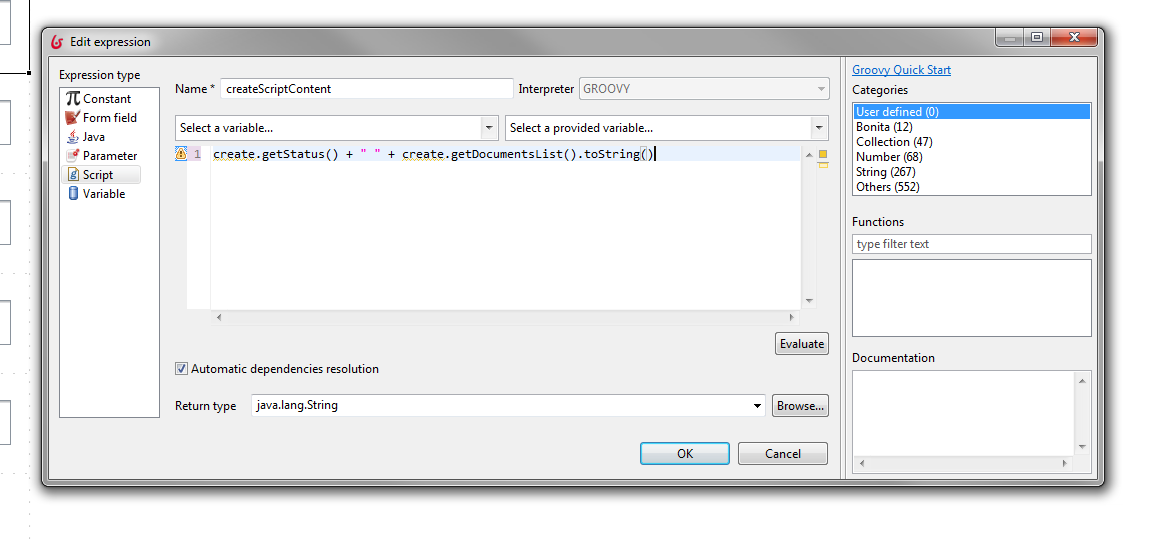 Edit expression
Expression type
Constant
Form field
Java
Parameter
Script
Variable
Name * createScriptContent Interpreter GROOVY
Select a variable... Select a provided variable...
1 create.getStatus() + " " + create.getDocumentsList().toString()
Evaluate
Automatic dependencies resolution
Return type java.lang.String Browse...
OK Cancel
Groovy Quick Start
Categories
User defined (0)
Bonita (12)
Collection (47)
Number (68)
String (267)
Others (552)
Functions
type filter text
Documentation